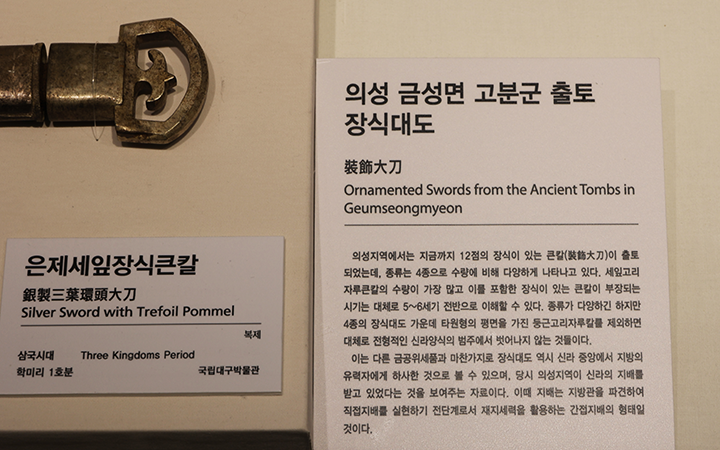 은제세잎장식큰칼
銀製三葉環頭大刀
Silver Sword with Trefoil Pommel
복제
삼국시대 Three Kingdoms Period
학미리 1호분 국립대구박물관
의성 금성면 고분군 출토
장식대도
裝飾大刀
Ornamented Swords from the Ancient Tombs in
Geumseongmyeon
의성지역에서는 지금까지 12점의 장식이 있는 큰칼(裝飾大刀)이 출토
되었는데, 종류는 4종으로 수량에 비해 다양하게 나타나고 있다. 세잎고리
자루큰칼의 수량이 가장 많고 이를 포함한 장식이 있는 큰칼이 부장되는
시기는 대체로 5~6세기 전반으로 이해할 수 있다. 종류가 다양하긴 하지만
4종의 장식대도 가운데 타원형의 평면을 가진 둥근고리자루칼를 제외하면
대체로 전형적인 신라양식의 범주에서 벗어나지 않는 것들이다.
이는 다른 금공위세품과 마찬가지로 장식대도 역시 신라 중앙에서 지방의
유력자에게 하사한 것으로 볼 수 있으며, 당시 의성지역이 신라의 지배를
받고 있었다는 것을 보여주는 자료이다. 이때 지배는 지방관을 파견하여
직접지배를 실현하기 전단계로서 재지세력을 활용하는 간접지배의 형태일
것이다.